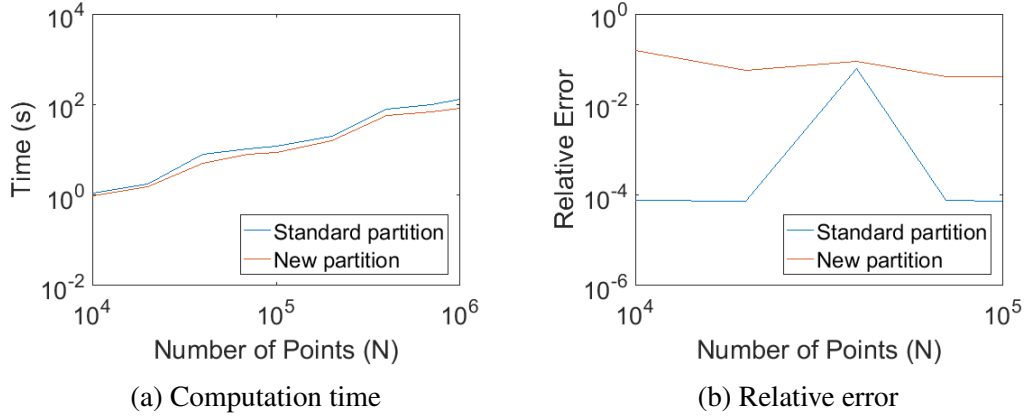 10^4
10^2
10^0
10^-2
Time (s)
Standard partition
New partition
10^4
10^5
10^6
Number of Points (N)
(a) Computation time
10^0
10^-2
10^-4
10^-6
Relative Error
Standard partition
New partition
10^4
10^5
Number of Points (N)
(b) Relative error